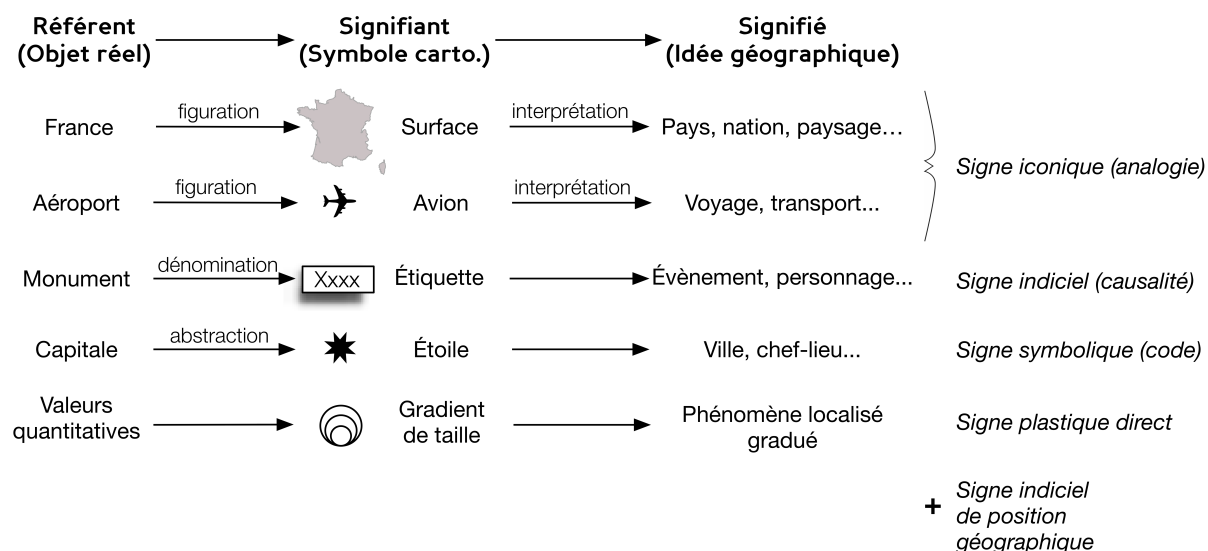 Référent
(Objet réel)
Signifiant
(Symbole carto.)
Signifié
(Idée géographique)
France
figuration
Surface
interprétation
Pays, nation, paysage…
Signe iconique (analogie)
Aéroport
figuration
Avion
interprétation
Voyage, transport...
Monument
dénomination
Xxxx
Étiquette
Évènement, personnage...
Signe indiciel (causalité)
Capitale
abstraction
Étoile
Ville, chef-lieu...
Signe symbolique (code)
Valeurs
quantitatives
Gradient
de taille
Phénomène localisé
gradué
Signe plastique direct
+ Signe indiciel
de position
géographique